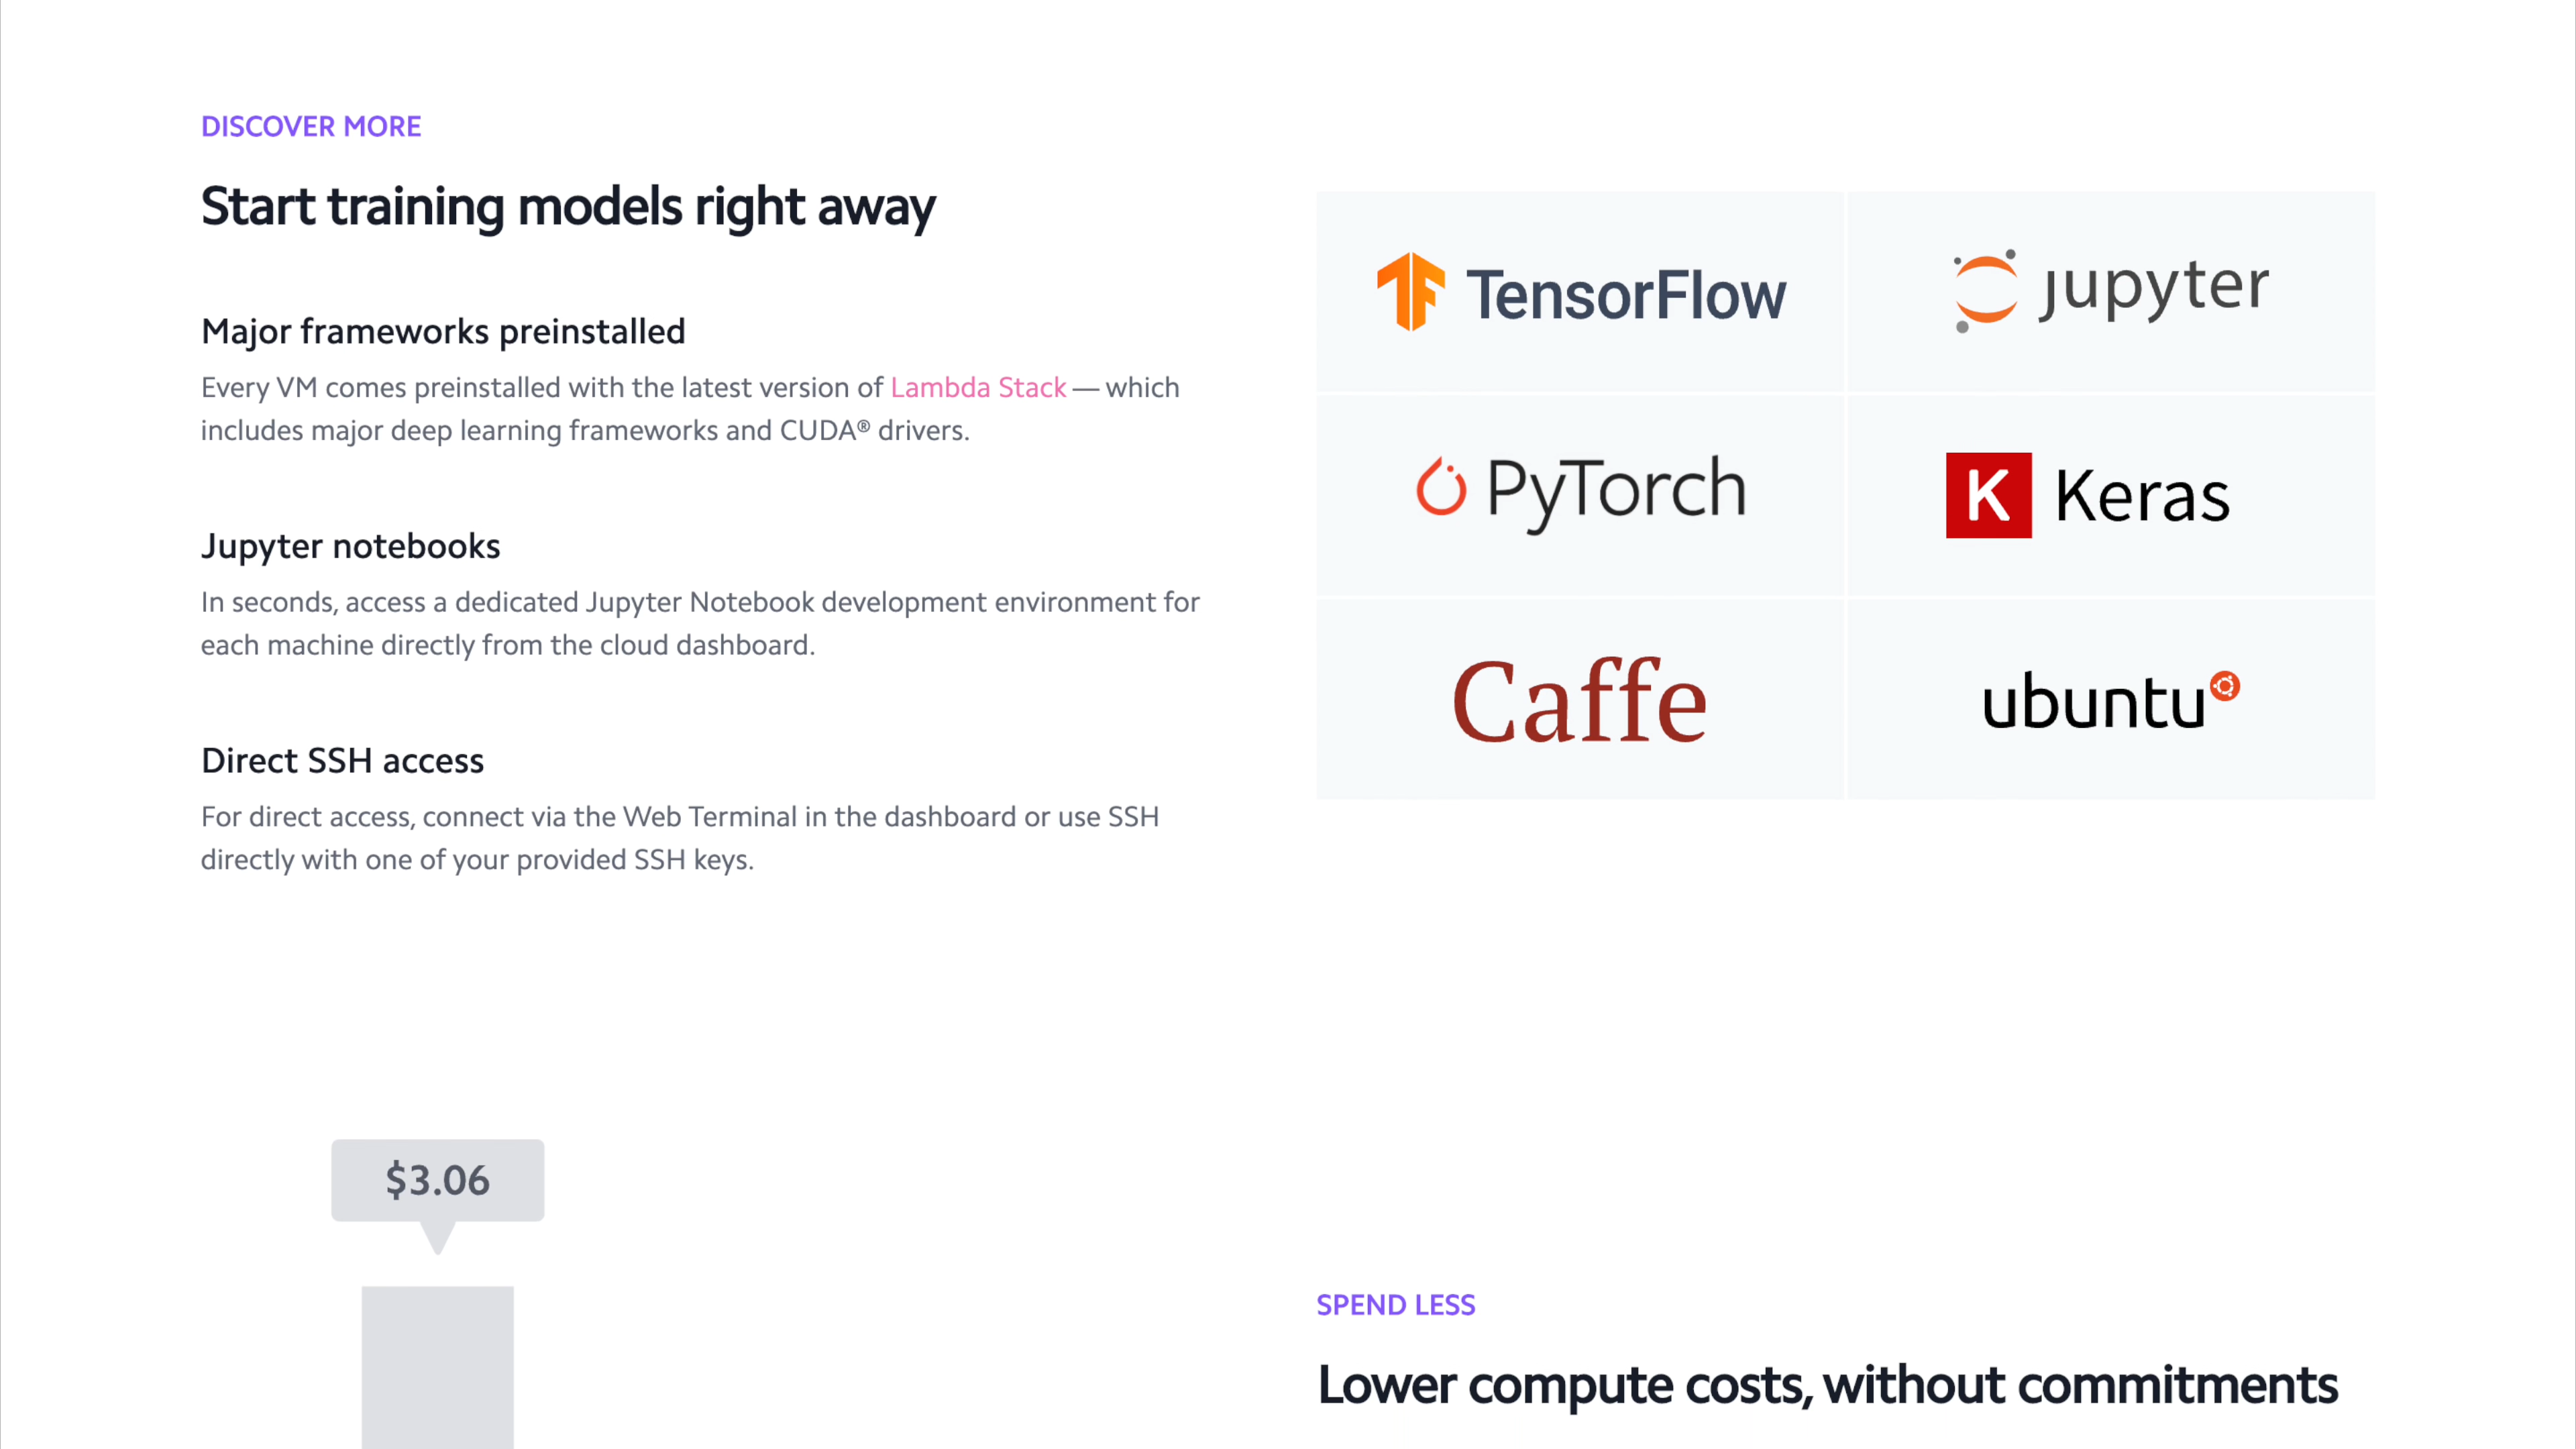 DISCOVER MORE
Start training models right away
Major frameworks preinstalled
Every VM comes preinstalled with the latest version of Lambda Stack — which
includes major deep learning frameworks and CUDA® drivers.
Jupyter notebooks
In seconds, access a dedicated Jupyter Notebook development environment for
each machine directly from the cloud dashboard.
Direct SSH access
For direct access, connect via the Web Terminal in the dashboard or use SSH
directly with one of your provided SSH keys.
TensorFlow
jupyter
PyTorch
K Keras
Caffe
ubuntu
$3.06
SPEND LESS
Lower compute costs, without commitments